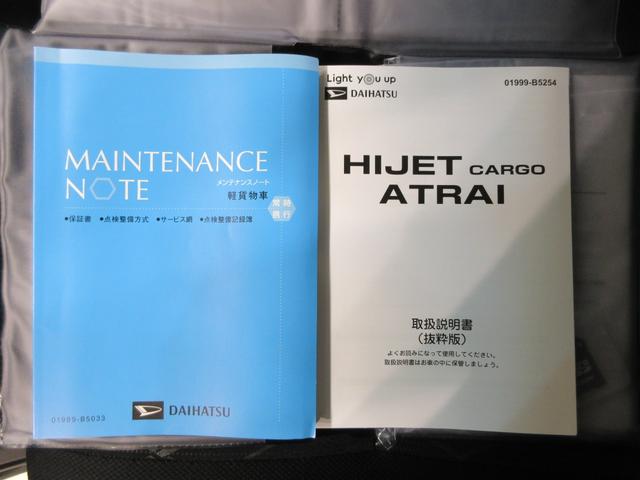 MAINTENANCE
NOTE
メンテナンスノート
軽貨物車
常時
携行
●保証書 ●点検整備方式 ●サービス網 ●点検整備記録簿
DAIHATSU
01999-B5033
Light you up
DAIHATSU
01999-B5254
HIJET CARGO
ATRAI
取扱説明書
（抜粋版）
よくお読みになって使用してください。
取扱説明書はお車の中に保管しましょう。